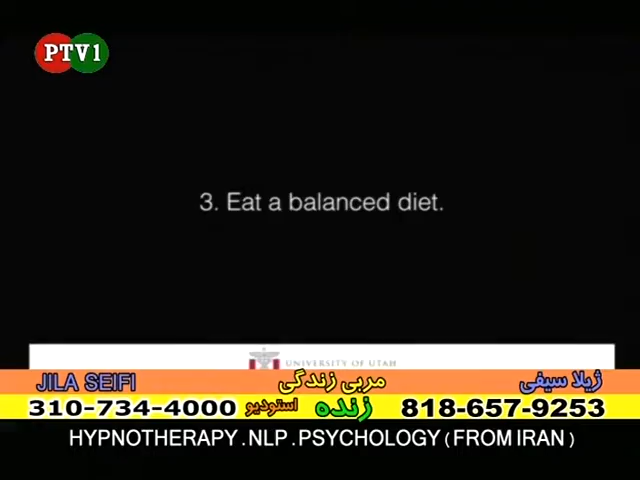 PTV1
3. Eat a balanced diet.
UNIVERSITY OF UTAH
JILA SEIFI مربی زندگی ژیلا سیفی
310-734-4000 استودیو زنده 818-657-9253
HYPNOTHERAPY . NLP . PSYCHOLOGY ( FROM IRAN )